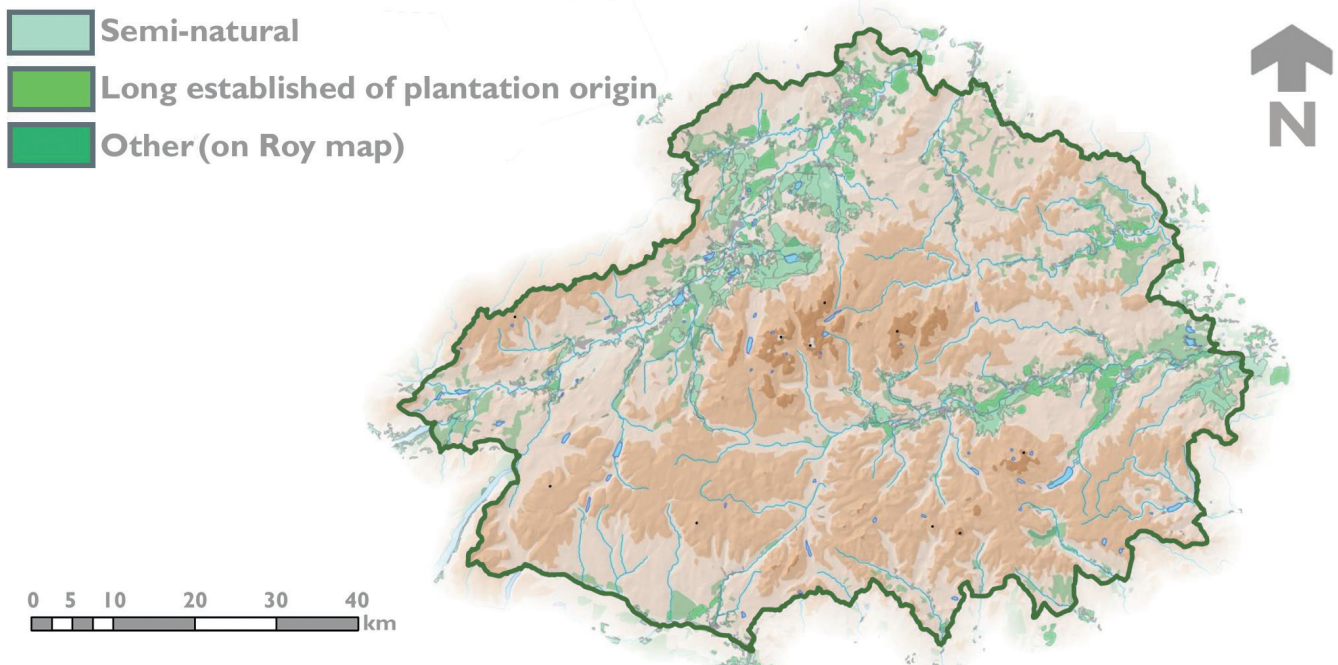 Semi-natural
Long established of plantation origin
Other (on Roy map)
N
0 5 10 20 30 40
km